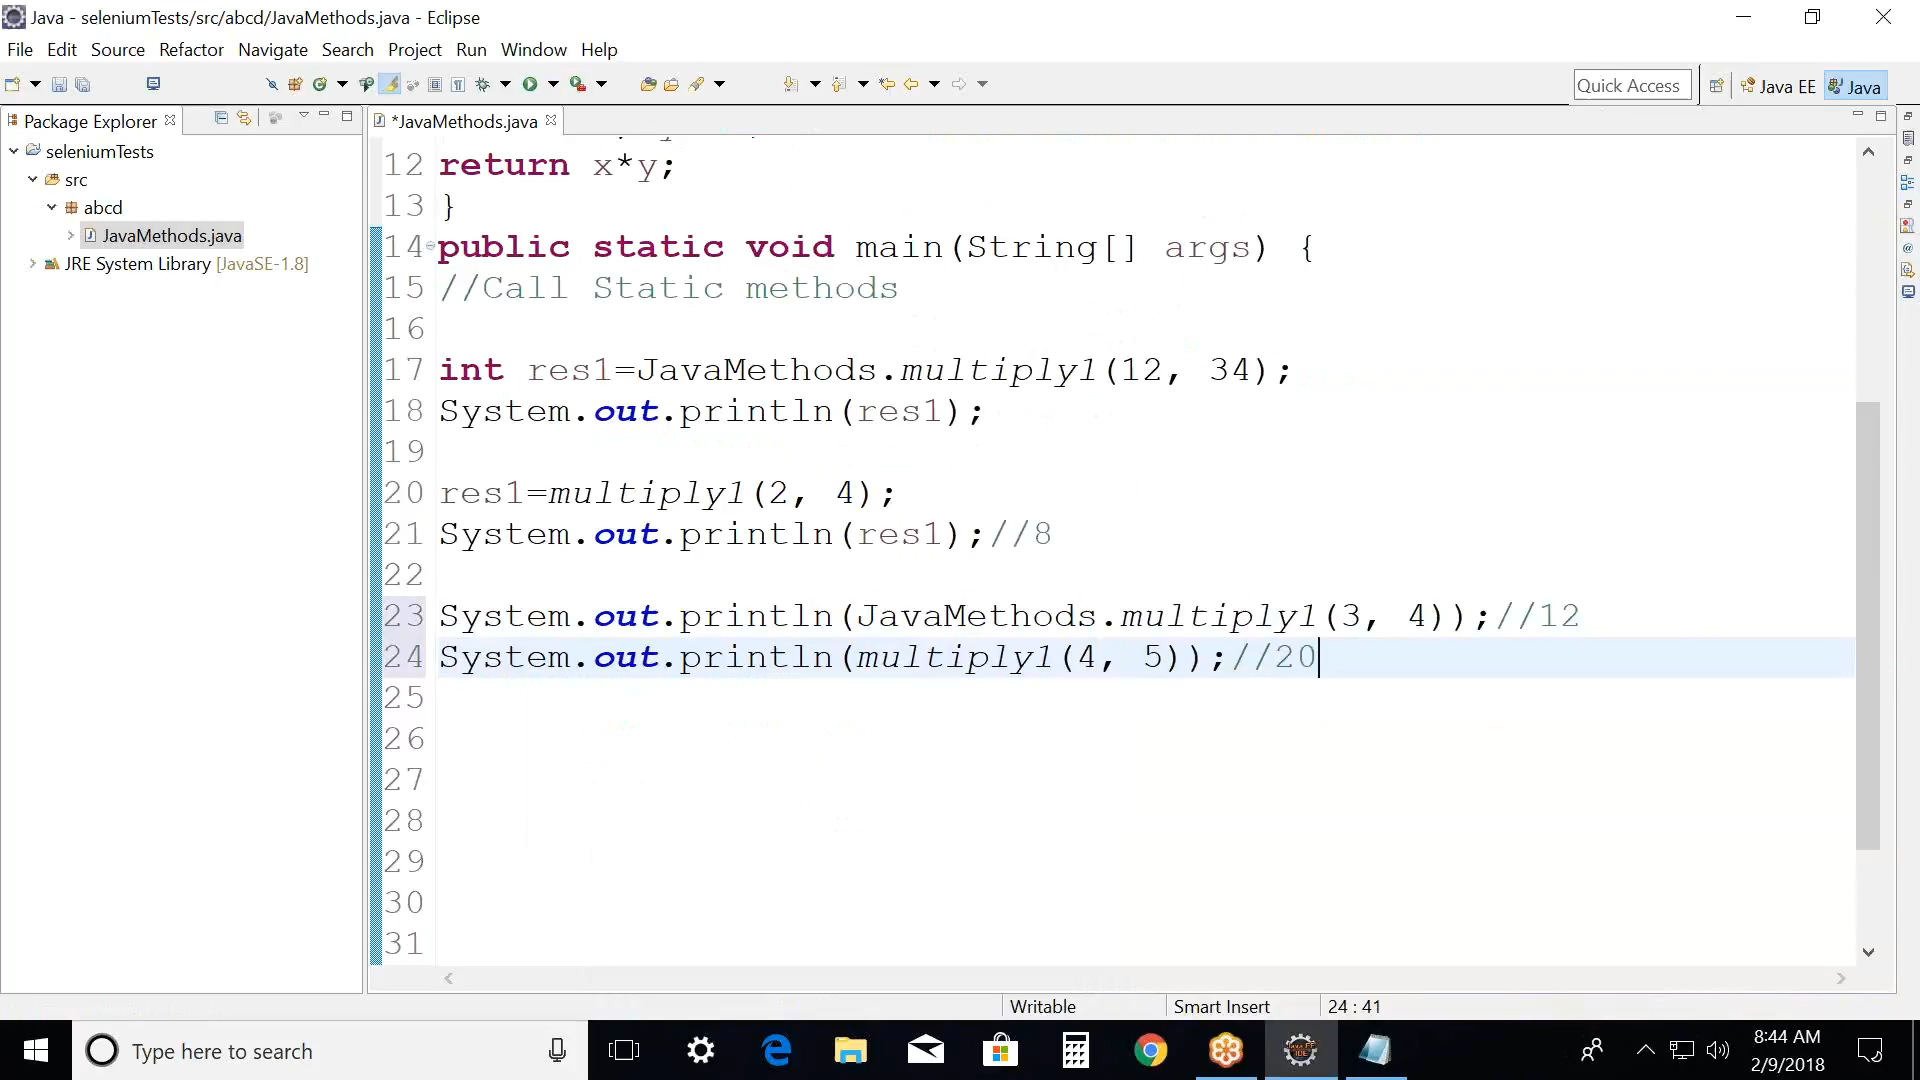 Java - seleniumTests/src/abcd/JavaMethods.java - Eclipse
File Edit Source Refactor Navigate Search Project Run Window Help
Quick Access
Java EE
Java
Package Explorer
*JavaMethods.java
seleniumTests
src
abcd
JavaMethods.java
JRE System Library [JavaSE-1.8]
12 return x*y;
13 }
14 public static void main(String[] args) {
15 //Call Static methods
16
17 int res1=JavaMethods.multiply1(12, 34);
18 System.out.println(res1);
19
20 res1=multiply1(2, 4);
21 System.out.println(res1);//8
22
23 System.out.println(JavaMethods.multiply1(3, 4));//12
24 System.out.println(multiply1(4, 5));//20
25
26
27
28
29
30
31
Writable
Smart Insert
24 : 41
Type here to search
8:44 AM
2/9/2018